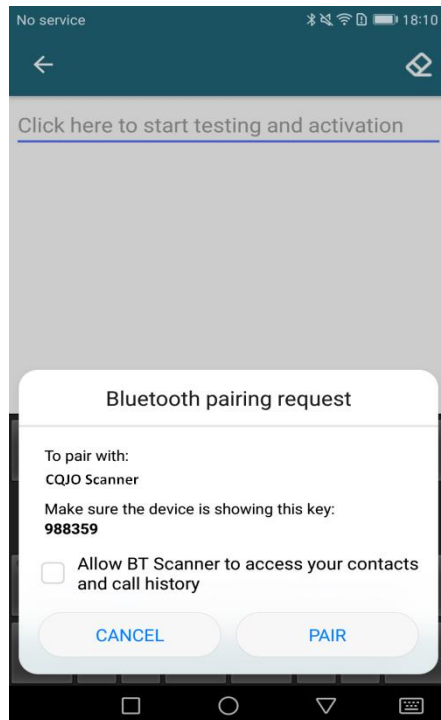 No service 18:10
Click here to start testing and activation
Bluetooth pairing request
To pair with:
CQJO Scanner
Make sure the device is showing this key:
988359
Allow BT Scanner to access your contacts
and call history
CANCEL PAIR